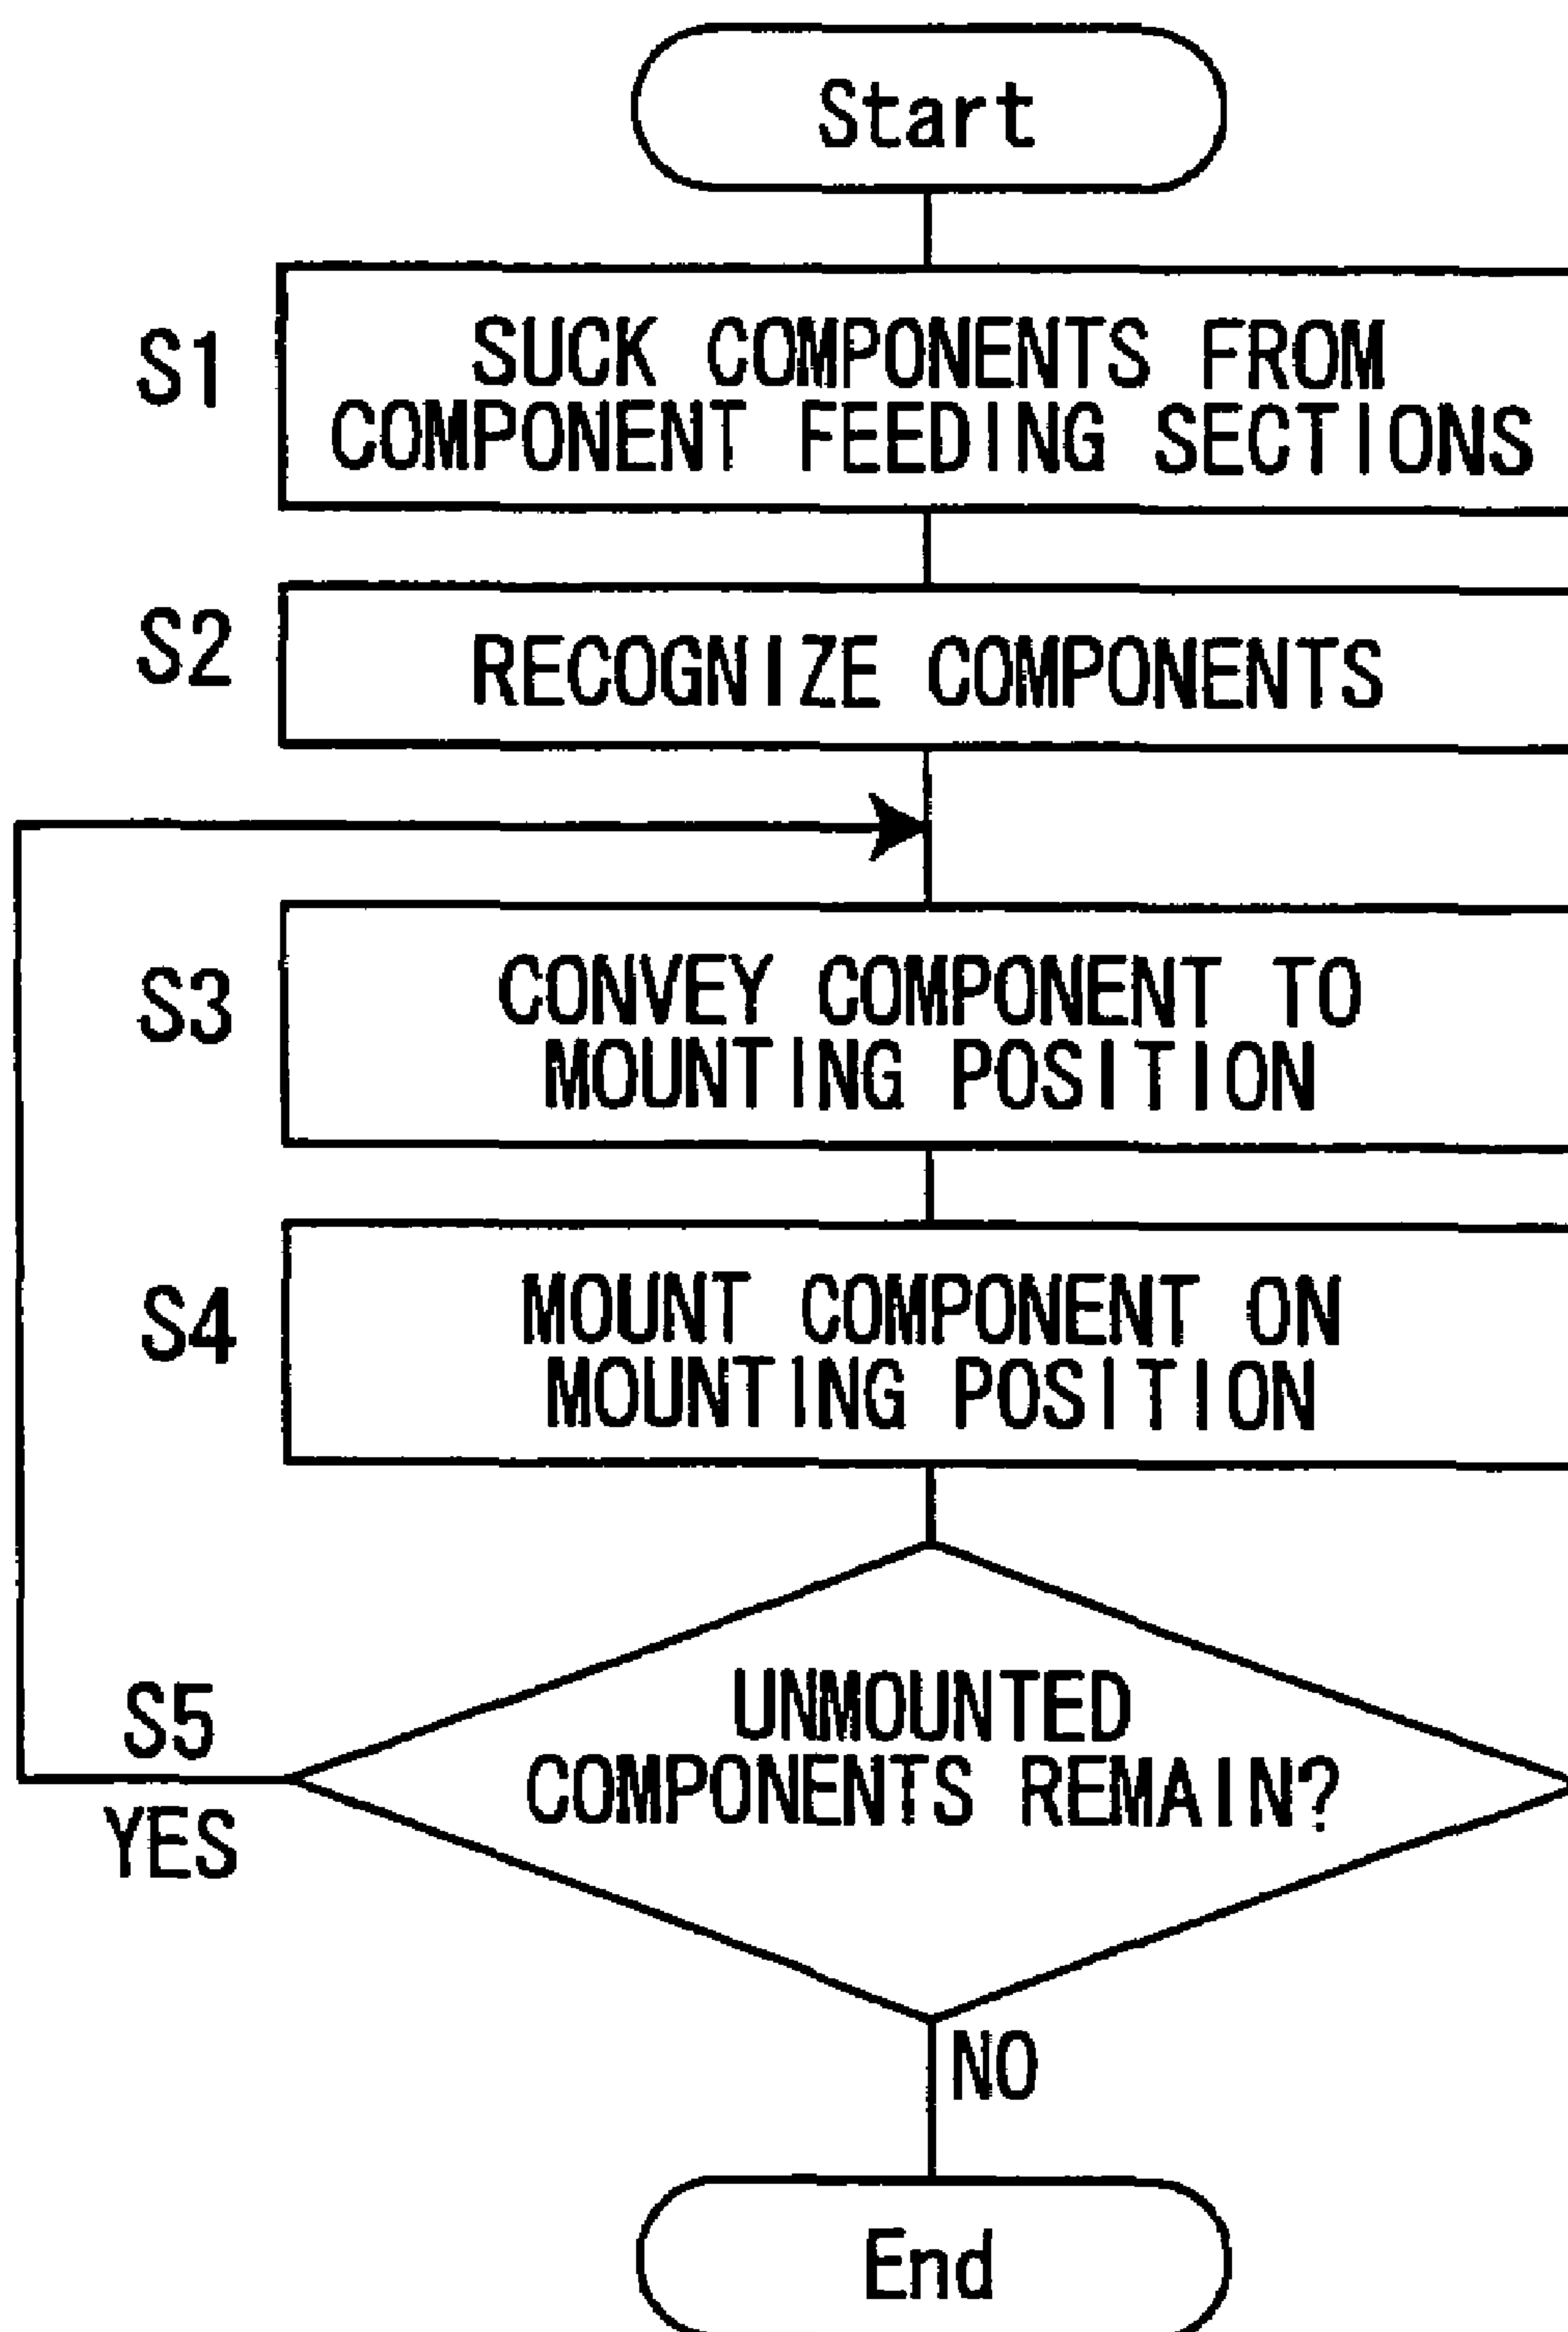 Start
S1
SUCK COMPONENTS FROM
COMPONENT FEEDING SECTIONS
S2
RECOGNIZE COMPONENTS
S3
CONVEY COMPONENT TO
MOUNTING POSITION
S4
MOUNT COMPONENT ON
MOUNTING POSITION
S5
UNMOUNTED
COMPONENTS REMAIN?
YES
NO
End